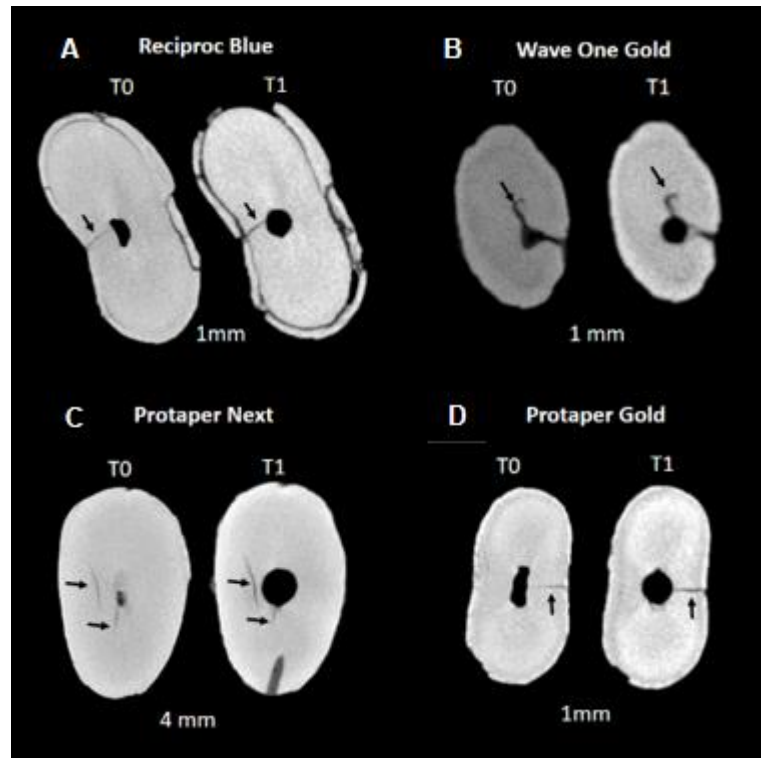 A Reciproc Blue
T0 T1
1mm
B Wave One Gold
T0 T1
1 mm
C Protaper Next
T0 T1
4 mm
D Protaper Gold
T0 T1
1mm